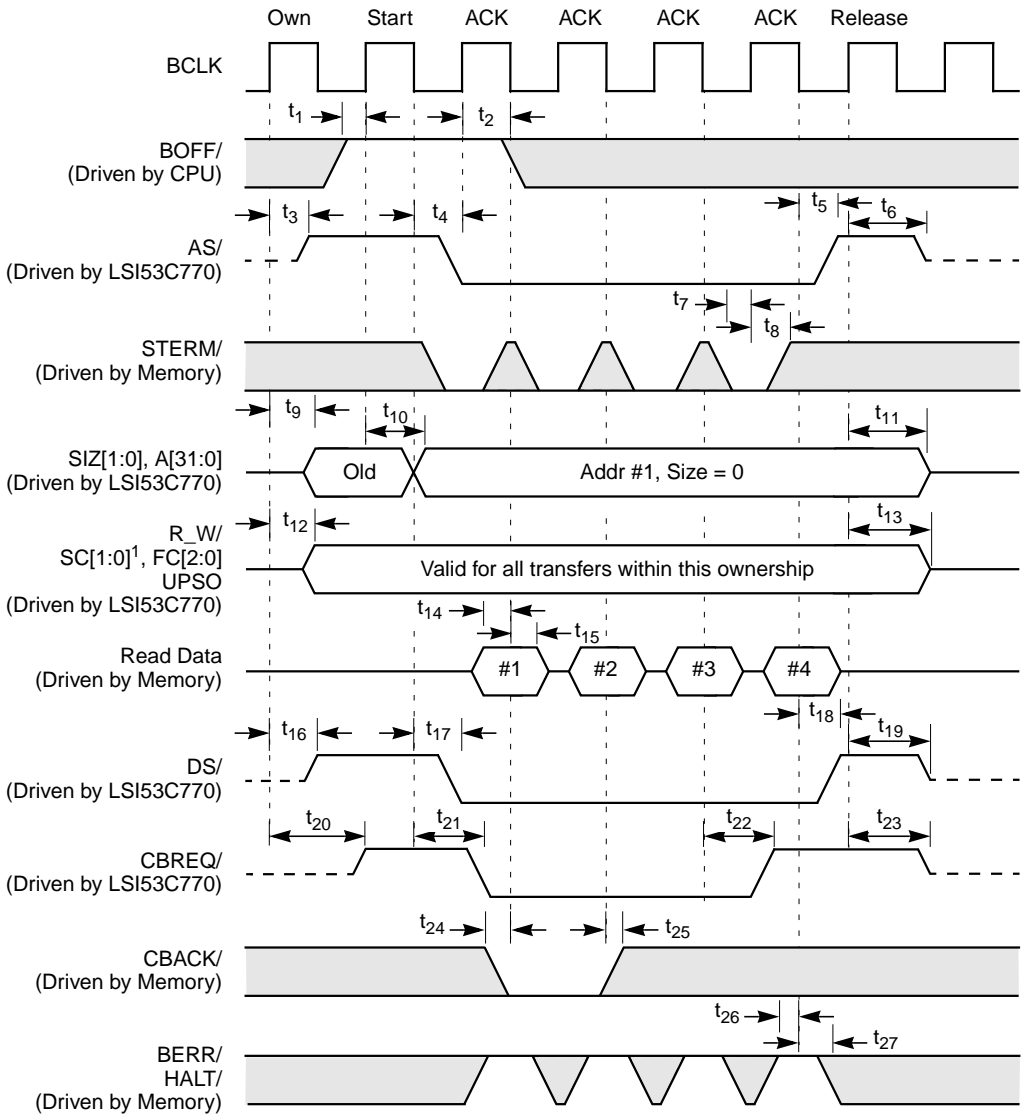 Own Start ACK ACK ACK ACK Release
BCLK
t1 t2
BOFF/
(Driven by CPU)
t3 t4 t5 t6
AS/
(Driven by LSI53C770)
t7 t8
STERM/
(Driven by Memory)
t9 t10 t11
SIZ[1:0], A[31:0]
(Driven by LSI53C770)
Old Addr #1, Size = 0
t12 t13
R_W/
SC[1:0]1, FC[2:0]
UPSO
(Driven by LSI53C770)
Valid for all transfers within this ownership
t14 t15
Read Data
(Driven by Memory)
#1 #2 #3 #4
t16 t17 t18 t19
DS/
(Driven by LSI53C770)
t20 t21 t22 t23
CBREQ/
(Driven by LSI53C770)
t24 t25
CBACK/
(Driven by Memory)
t26 t27
BERR/
HALT/
(Driven by Memory)